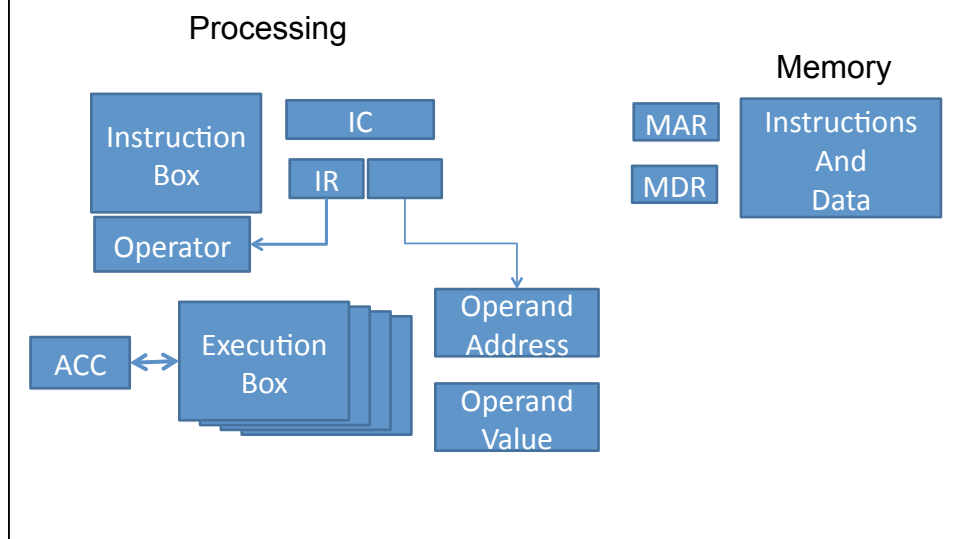 Processing
Memory
Instruction
Box
IC
IR
MAR
MDR
Instructions
And
Data
Operator
Operand
Address
ACC
Execution
Box
Operand
Value